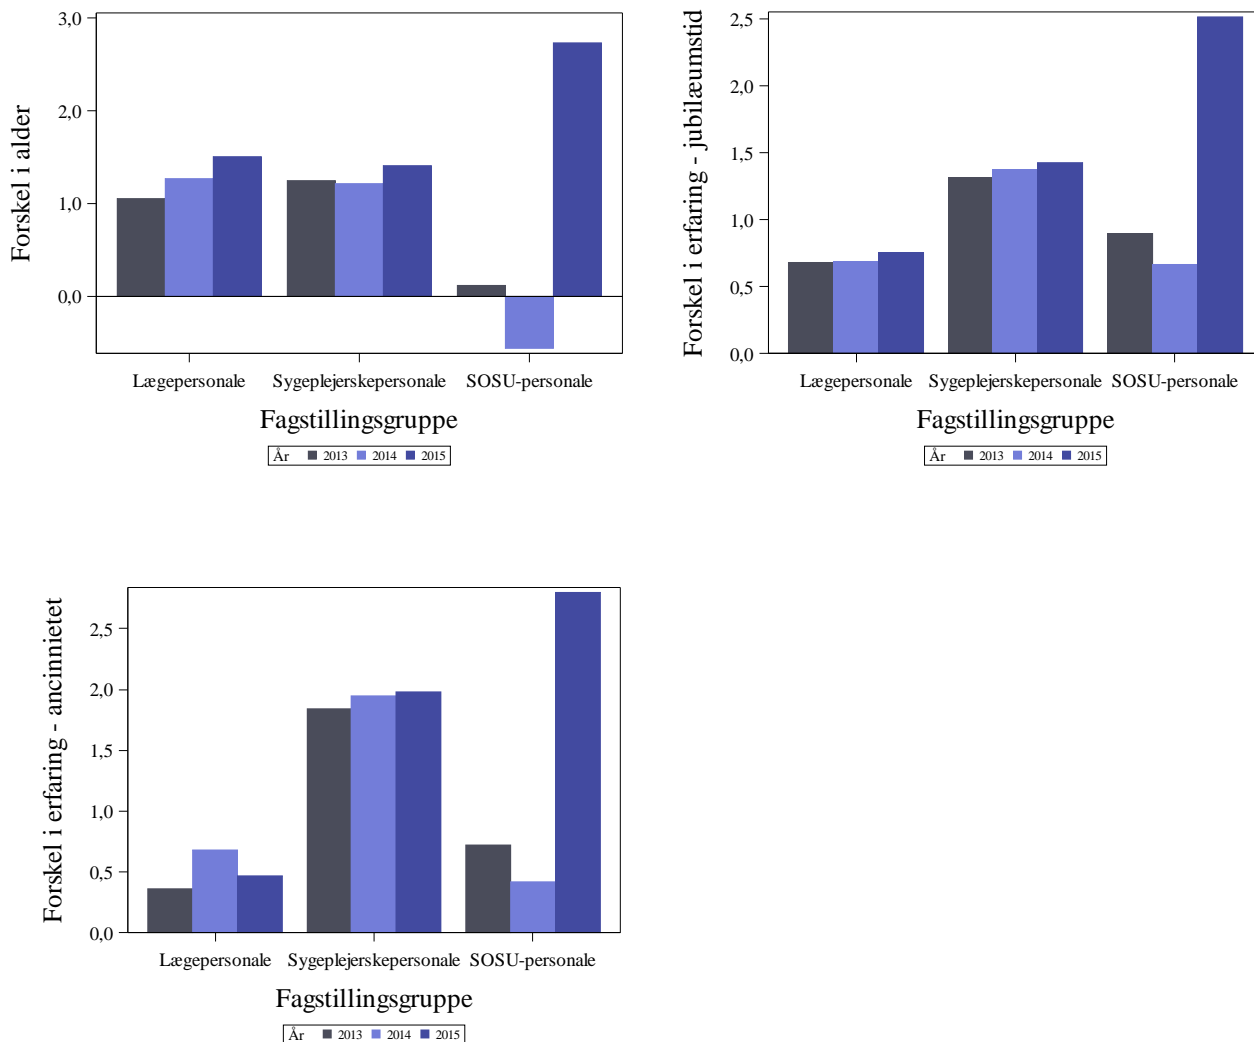 Forskel i alder
3,0
2,0
1,0
0,0
Lægepersonale Sygeplejerskepersonale SOSU-personale
Fagstillingsgruppe
År 2013 2014 2015
Forskel i erfaring - jubilæumstid
2,5
2,0
1,5
1,0
0,5
0,0
Lægepersonale Sygeplejerskepersonale SOSU-personale
Fagstillingsgruppe
År 2013 2014 2015
Forskel i erfaring - ancinnietet
2,5
2,0
1,5
1,0
0,5
0,0
Lægepersonale Sygeplejerskepersonale SOSU-personale
Fagstillingsgruppe
År 2013 2014 2015